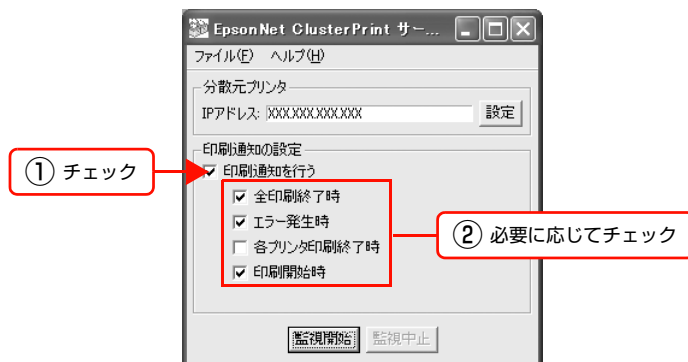 EpsonNet ClusterPrint サー...
ファイル(F) ヘルプ(H)
分散元プリンタ
IPアドレス: XXX.XXX.XXX.XXX 設定
印刷通知の設定
① チェック
印刷通知を行う
全印刷終了時
エラー発生時
② 必要に応じてチェック
各プリンタ印刷終了時
印刷開始時
監視開始 監視中止